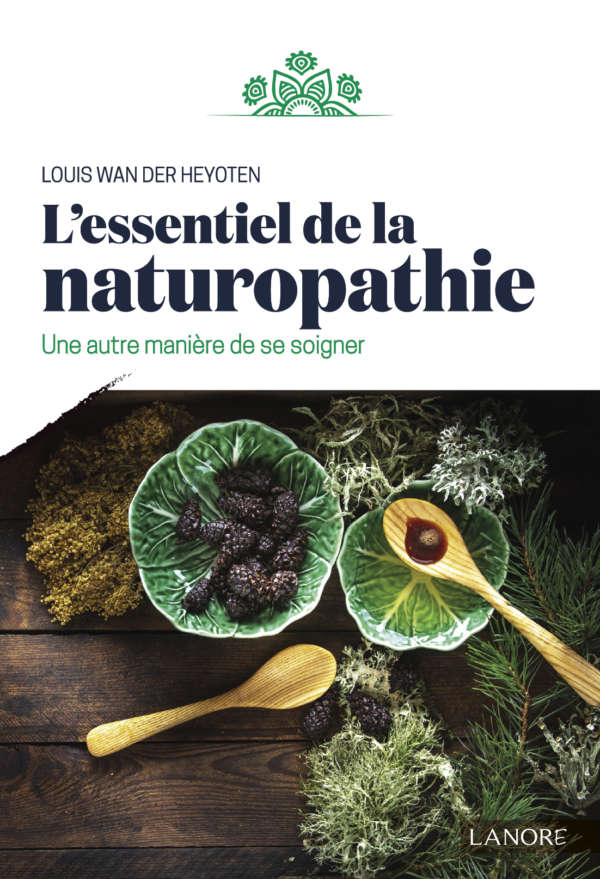 LOUIS WAN DER HEYOTEN
L'essentiel de la
naturopathie
Une autre manière de se soigner
LANORE